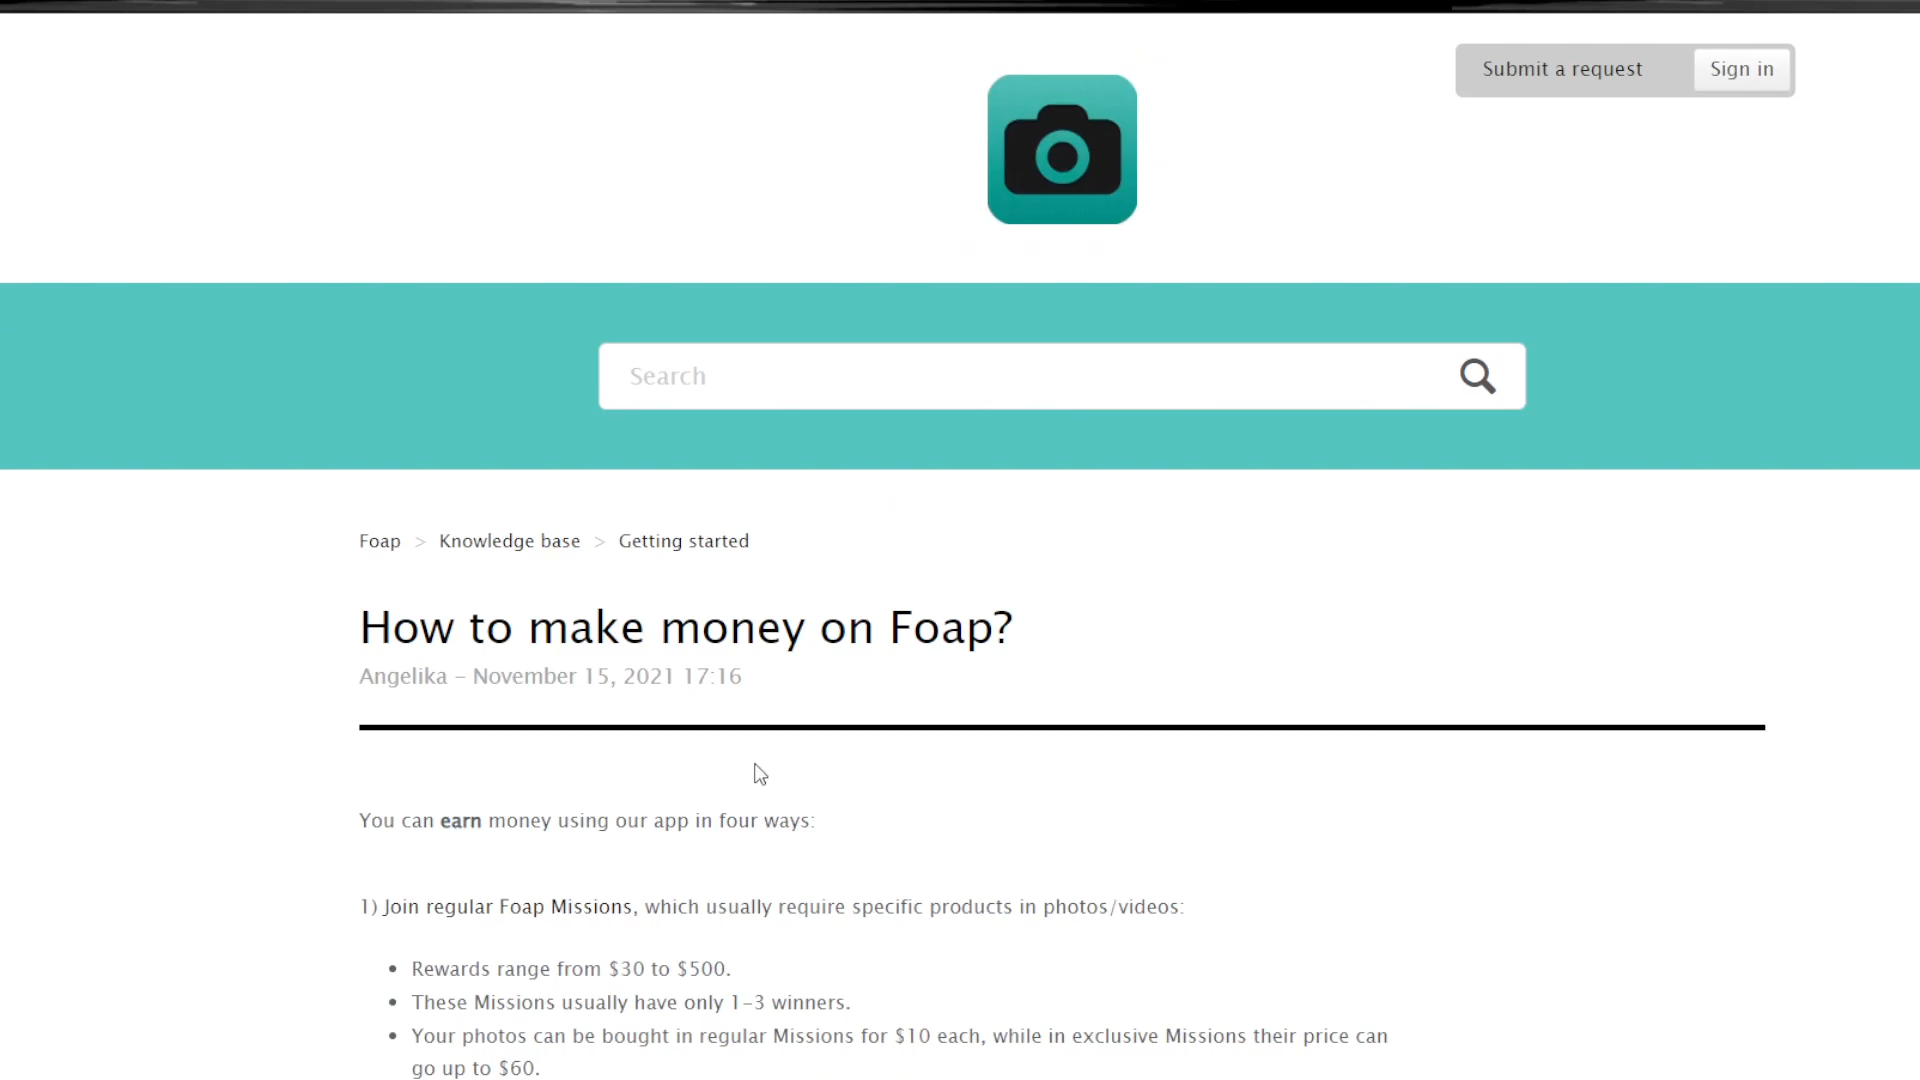 Submit a request Sign in
Search
Foap > Knowledge base > Getting started
How to make money on Foap?
Angelika – November 15, 2021 17:16
You can earn money using our app in four ways:
1) Join regular Foap Missions, which usually require specific products in photos/videos:
• Rewards range from $30 to $500.
• These Missions usually have only 1–3 winners.
• Your photos can be bought in regular Missions for $10 each, while in exclusive Missions their price can
go up to $60.